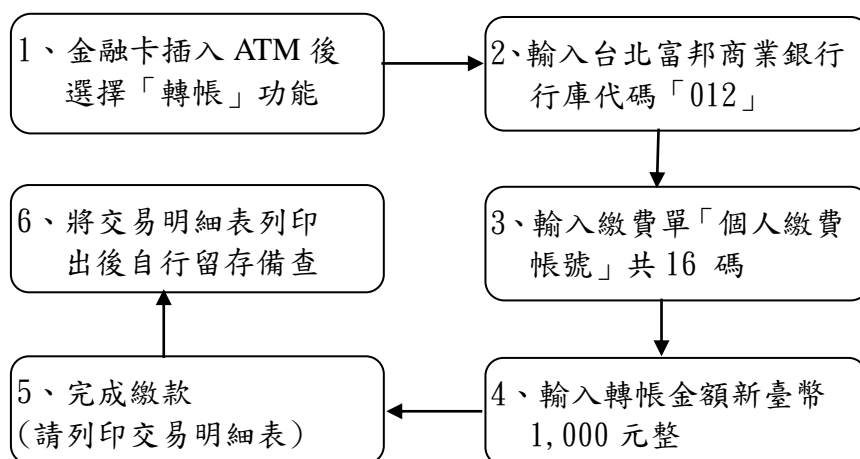 1、金融卡插入 ATM 後
選擇「轉帳」功能
2、輸入台北富邦商業銀行
行庫代碼「012」
3、輸入繳費單「個人繳費
帳號」共 16 碼
4、輸入轉帳金額新臺幣
1,000 元整
5、完成繳款
(請列印交易明細表)
6、將交易明細表列印
出後自行留存備查